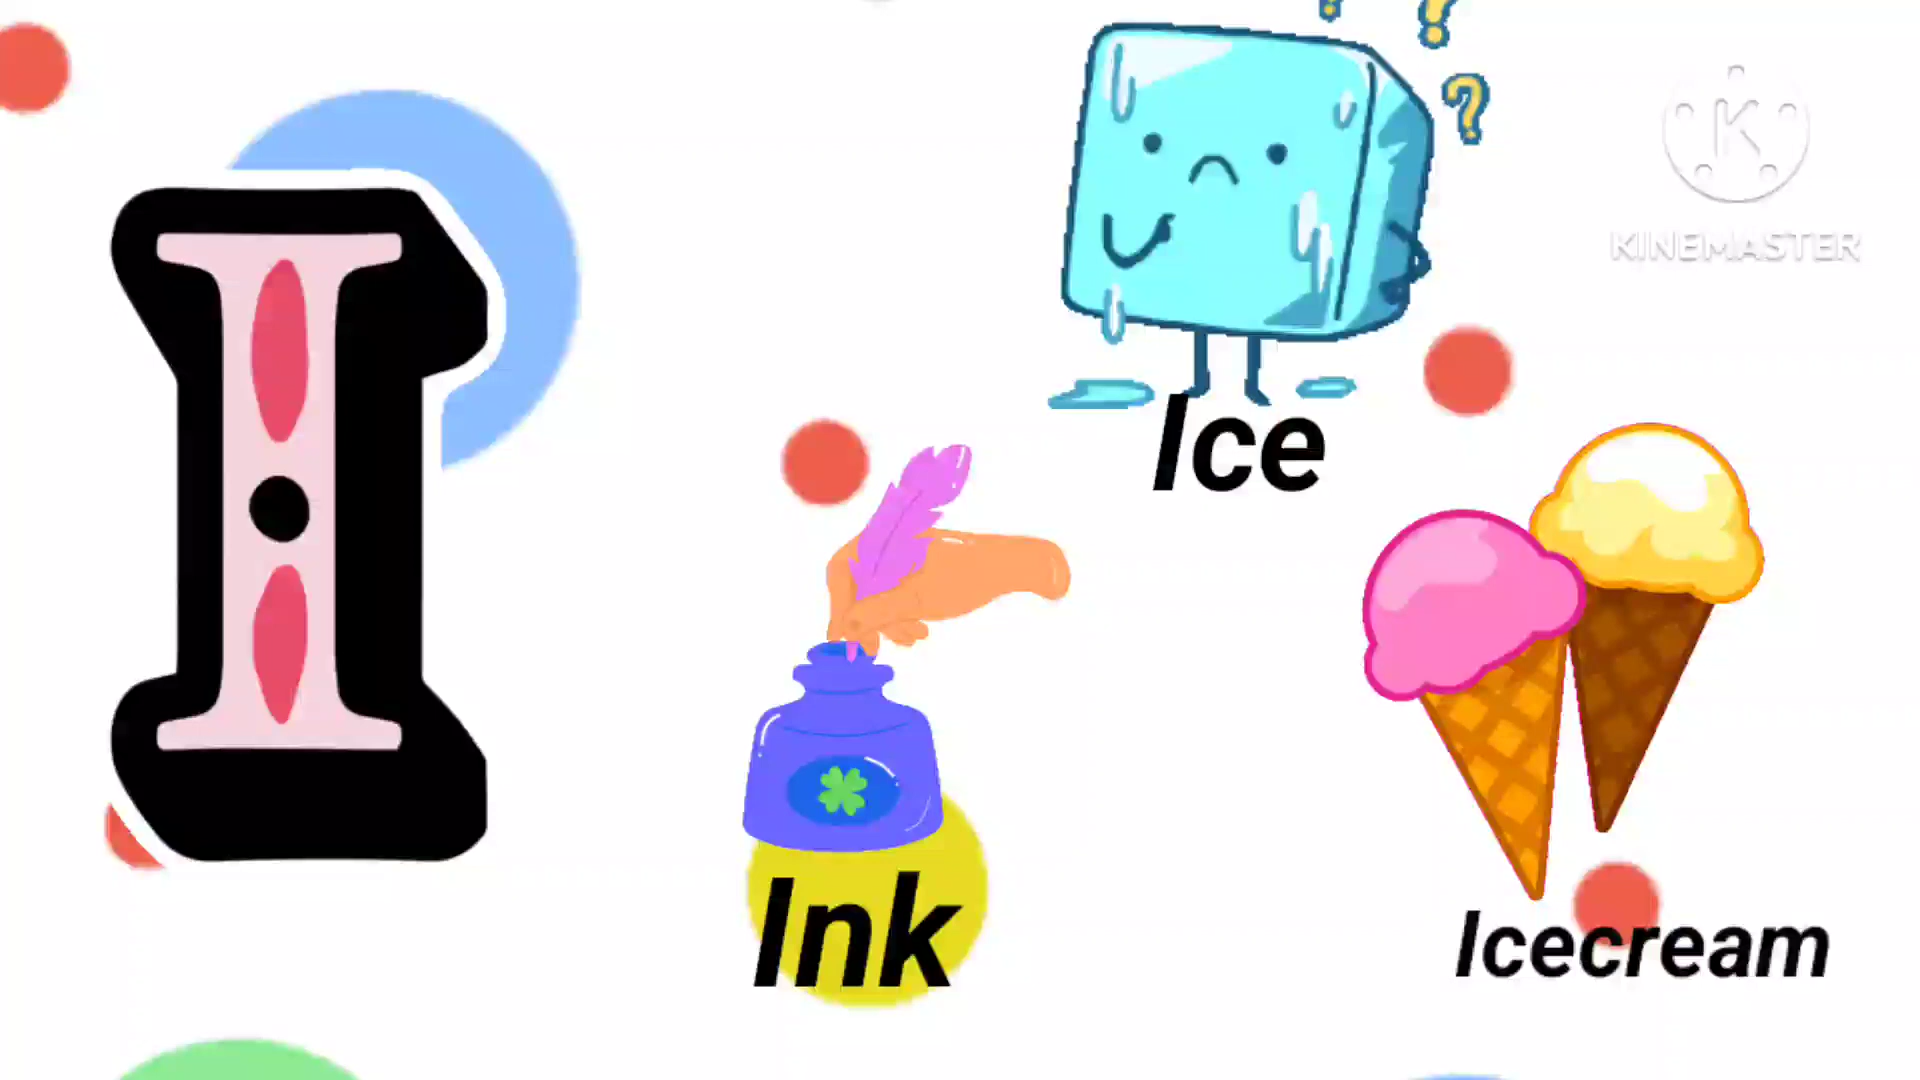 I
Ice
Ink
Icecream
K
KINEMASTER
? ? ?